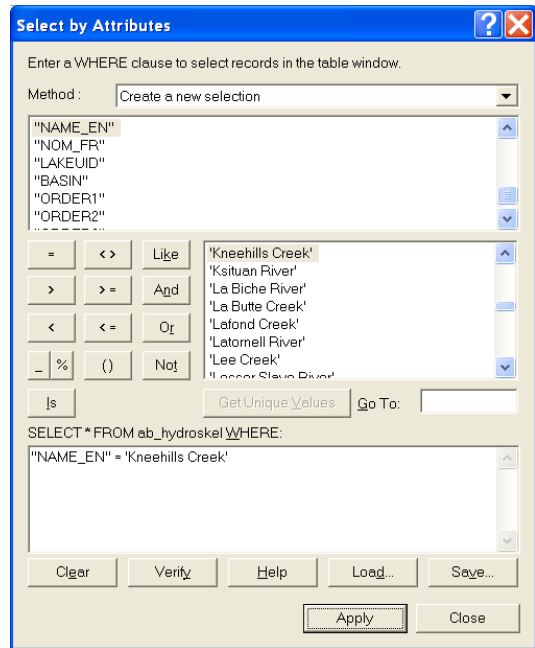 Select by Attributes
Enter a WHERE clause to select records in the table window.
Method : Create a new selection
"NAME_EN"
"NOM_FR"
"LAKEUID"
"BASIN"
"ORDER1"
"ORDER2"
= <> Like
> >= And
< <= Or
_ % () Not
Is
'Kneehills Creek'
'Ksituan River'
'La Biche River'
'La Butte Creek'
'Lafond Creek'
'Latornell River'
'Lee Creek'
'Lesser Slave River'
Get Unique Values Go To:
SELECT * FROM ab_hydroskel WHERE:
"NAME_EN" = 'Kneehills Creek'
Clear Verify Help Load... Save...
Apply Close